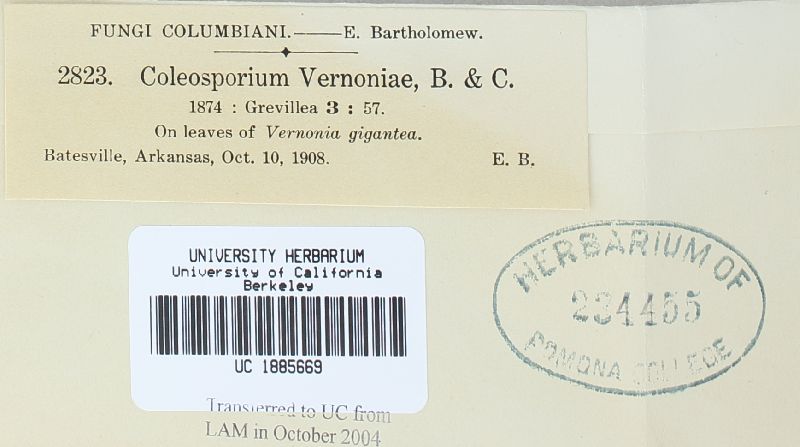 FUNGI COLUMBIANI.——E. Bartholomew.
2823. Coleosporium Vernoniae, B. & C.
1874 : Grevillea 3 : 57.
On leaves of Vernonia gigantea.
Batesville, Arkansas, Oct. 10, 1908. E. B.
UNIVERSITY HERBARIUM
University of California
Berkeley
UC 1885669
Transferred to UC from
LAM in October 2004
HERBARIUM OF
234455
POMONA COLLEGE